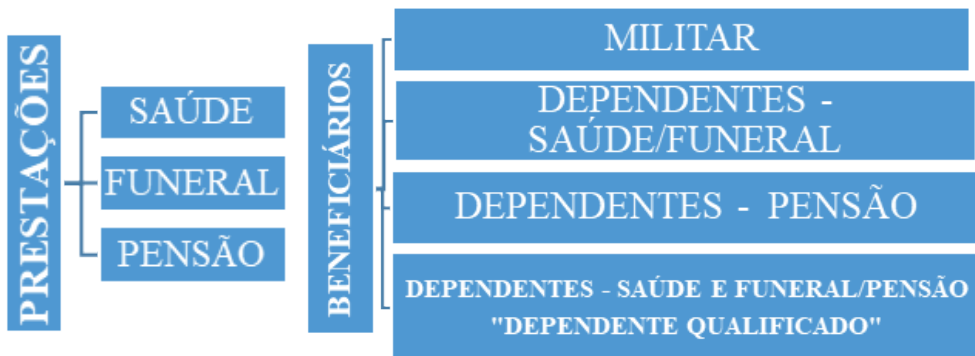 PRESTAÇÕES
SAÚDE
FUNERAL
PENSÃO
BENEFICIÁRIOS
MILITAR
DEPENDENTES -
SAÚDE/FUNERAL
DEPENDENTES - PENSÃO
DEPENDENTES - SAÚDE E FUNERAL/PENSÃO
"DEPENDENTE QUALIFICADO"